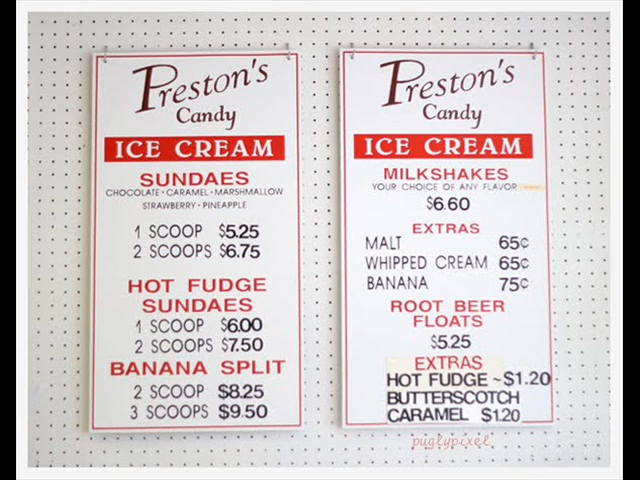 Preston's
Candy
ICE CREAM
SUNDAES
CHOCOLATE • CARAMEL • MARSHMALLOW
STRAWBERRY • PINEAPPLE
1 SCOOP $5.25
2 SCOOPS $6.75
HOT FUDGE
SUNDAES
1 SCOOP $6.00
2 SCOOPS $7.50
BANANA SPLIT
2 SCOOP $8.25
3 SCOOPS $9.50
Preston's
Candy
ICE CREAM
MILKSHAKES
YOUR CHOICE OF ANY FLAVOR
$6.60
EXTRAS
MALT 65¢
WHIPPED CREAM 65¢
BANANA 75¢
ROOT BEER
FLOATS
$5.25
EXTRAS
HOT FUDGE ~ $1.20
BUTTERSCOTCH
CARAMEL $1.20
puglypixel